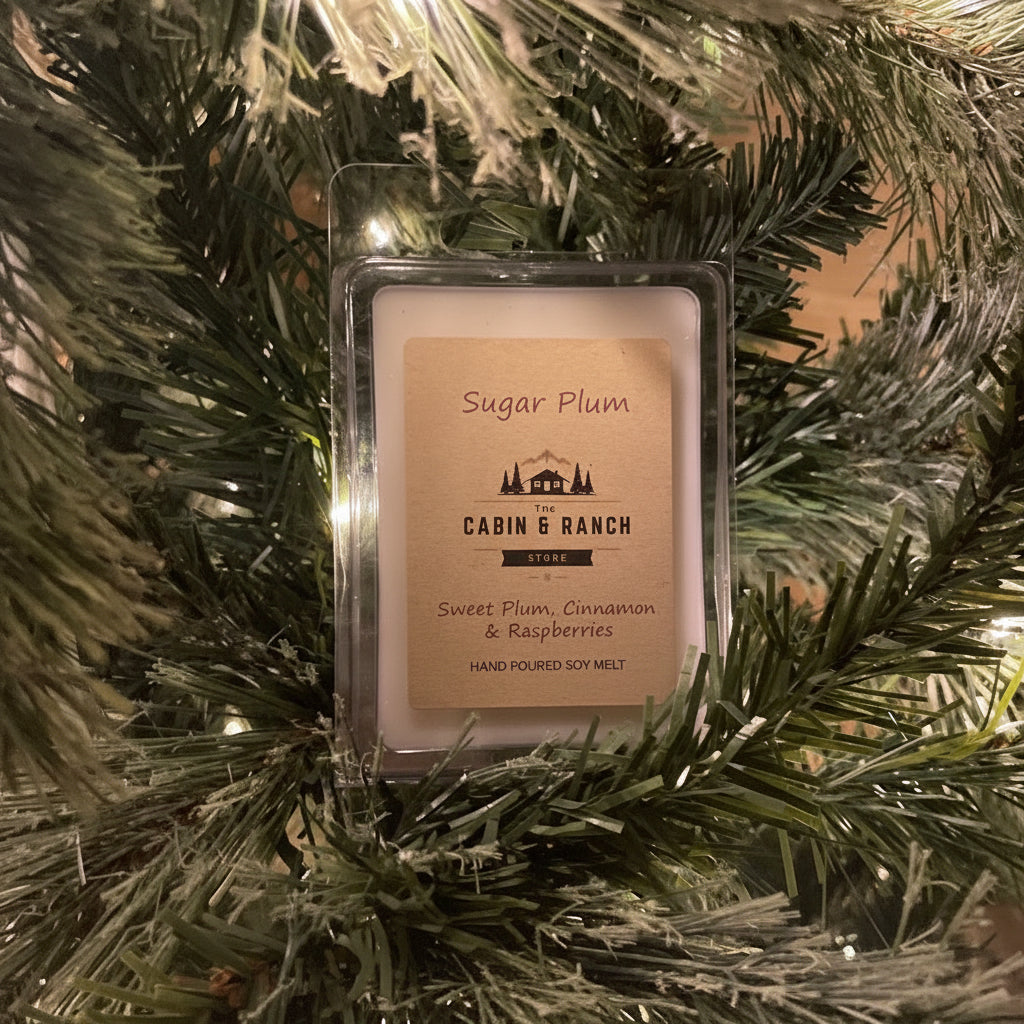 Sugar Plum
The
CABIN & RANCH
STORE
Sweet Plum, Cinnamon
& Raspberries
HAND POURED SOY MELT